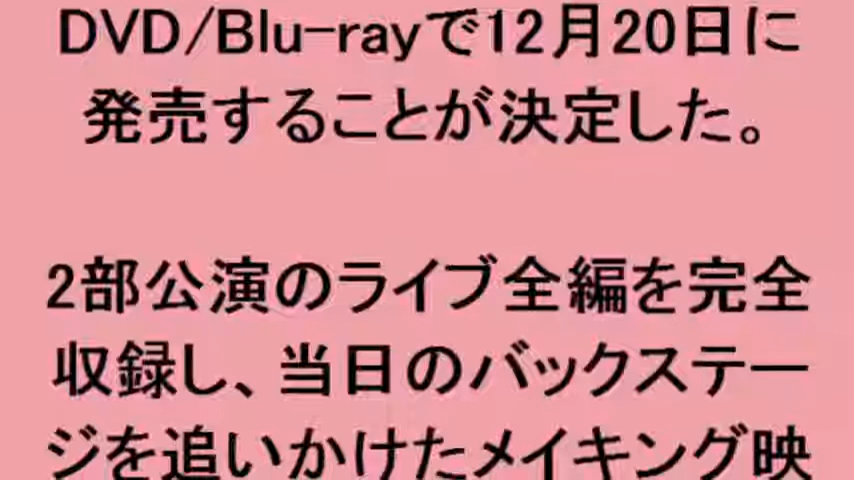 DVD/Blu-rayで12月20日に
発売することが決定した。
2部公演のライブ全編を完全
収録し、当日のバックステー
ジを追いかけたメイキング映